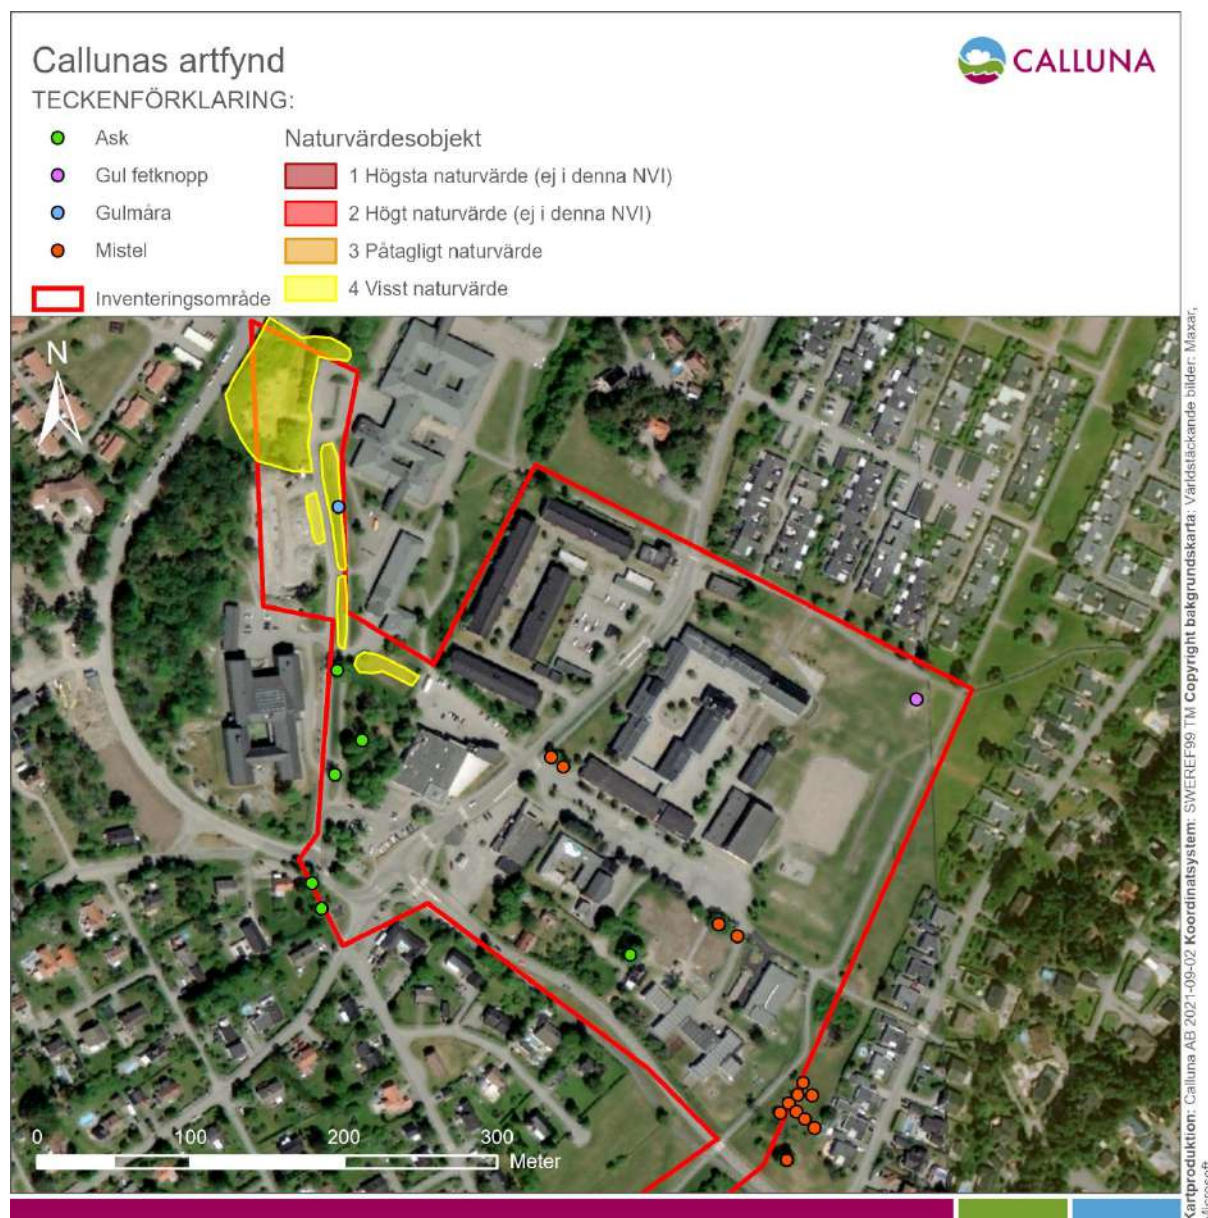 Callunas artfynd
CALLUNA
TECKENFÖRKLARING:
Ask
Gul fetknopp
Gulmåra
Mistel
Inventeringsområde
Naturvärdesobjekt
1 Högsta naturvärde (ej i denna NVI)
2 Högt naturvärde (ej i denna NVI)
3 Påtagligt naturvärde
4 Visst naturvärde
N
0 100 200 300
Meter
Kartproduktion: Calluna AB 2021-09-02 Koordinatsystem: SWEREF99 TM Copyright bakgrundskarta: Världstäckande bilder: Maxar,
Microsoft